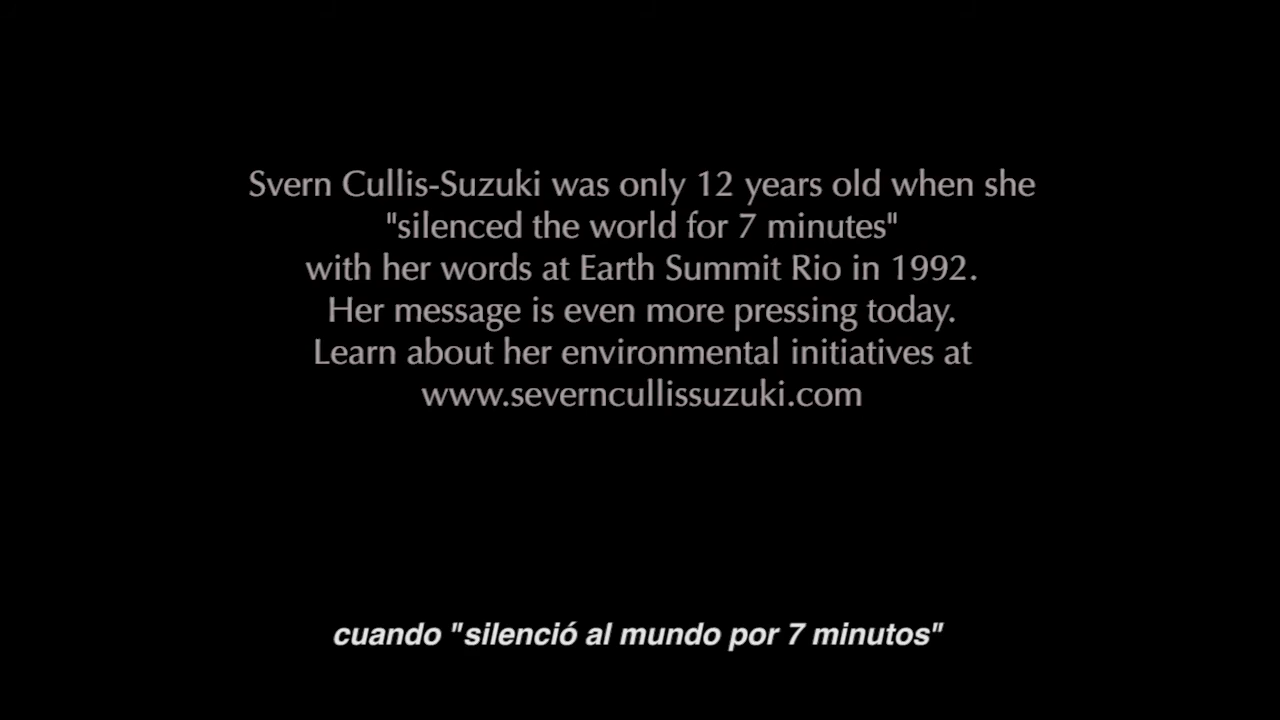 Svern Cullis-Suzuki was only 12 years old when she
"silenced the world for 7 minutes"
with her words at Earth Summit Rio in 1992.
Her message is even more pressing today.
Learn about her environmental initiatives at
www.severncullissuzuki.com
cuando "silenció al mundo por 7 minutos"